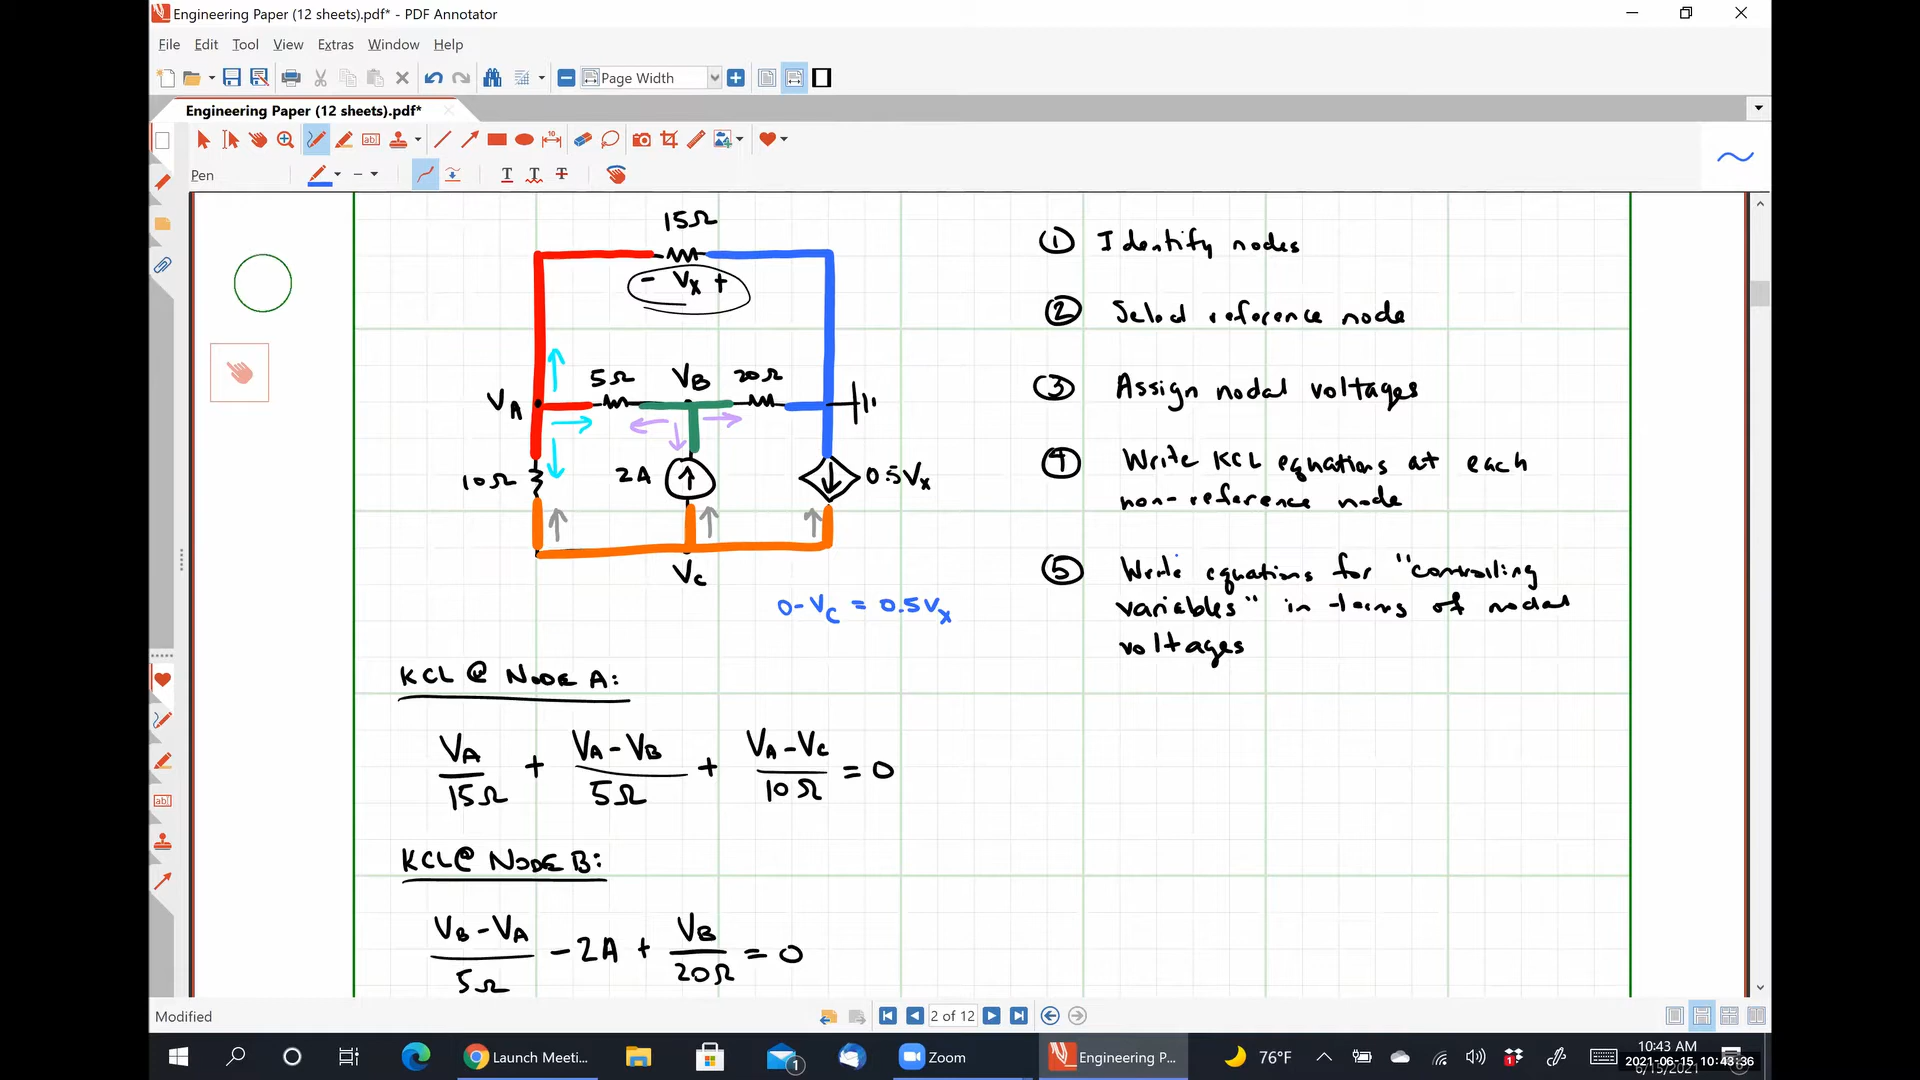 Engineering Paper (12 sheets).pdf* - PDF Annotator
File Edit Tool View Extras Window Help
Page Width
Engineering Paper (12 sheets).pdf*
Pen
15Ω
- Vx +
VA
5Ω
VB
20Ω
10Ω
2A
0.5Vx
VC
0-VC = 0.5Vx
① Identify nodes
② Select reference node
③ Assign nodal voltages
④ Write KCL equations at each
non-reference node
⑤ Write equations for "controlling
variables" in terms of nodal
voltages
KCL @ NODE A:
VA/15Ω + (VA-VB)/5Ω + (VA-VC)/10Ω = 0
KCL @ NODE B:
(VB-VA)/5Ω - 2A + VB/20Ω = 0
Modified
2 of 12
Launch Meeti...
1
Zoom
Engineering P...
76°F
10:43 AM
2021-06-15 10:43:36